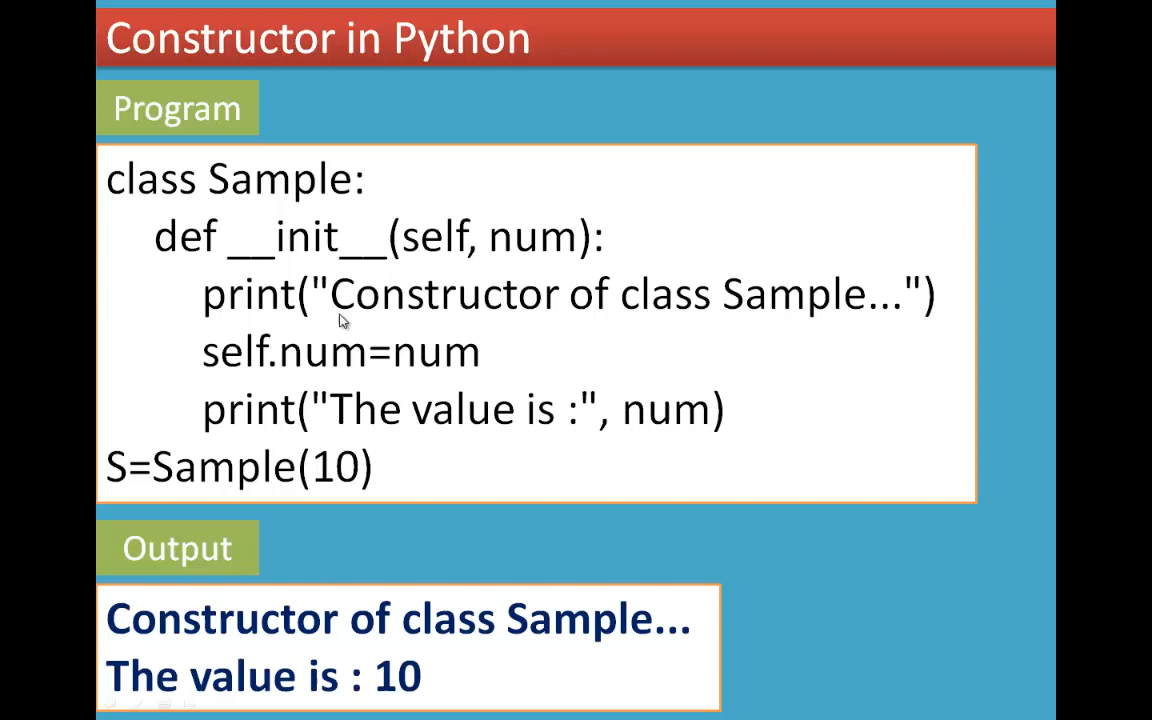 Constructor in Python
Program
class Sample:
def __init__(self, num):
print("Constructor of class Sample...")
self.num=num
print("The value is :", num)
S=Sample(10)
Output
Constructor of class Sample...
The value is : 10